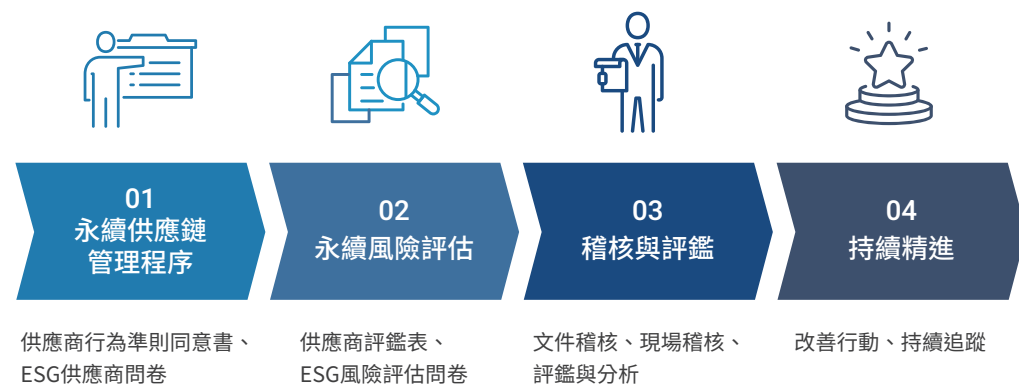 01
永續供應鏈
管理程序
02
永續風險評估
03
稽核與評鑑
04
持續精進
供應商行為準則同意書、
ESG供應商問卷
供應商評鑑表、
ESG風險評估問卷
文件稽核、現場稽核、
評鑑與分析
改善行動、持續追蹤